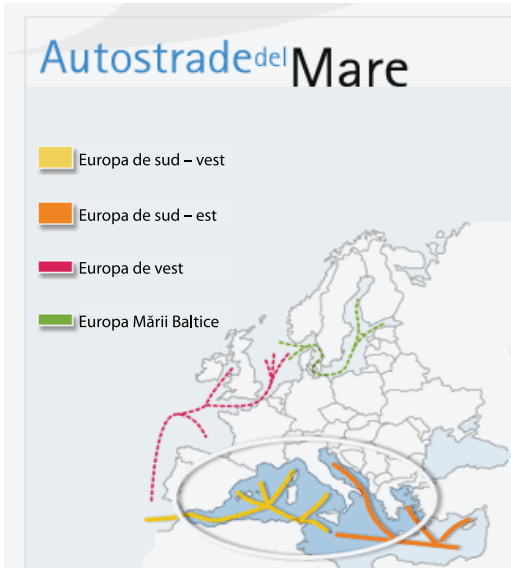 Autostrade del Mare
Europa de sud – vest
Europa de sud – est
Europa de vest
Europa Mării Baltice